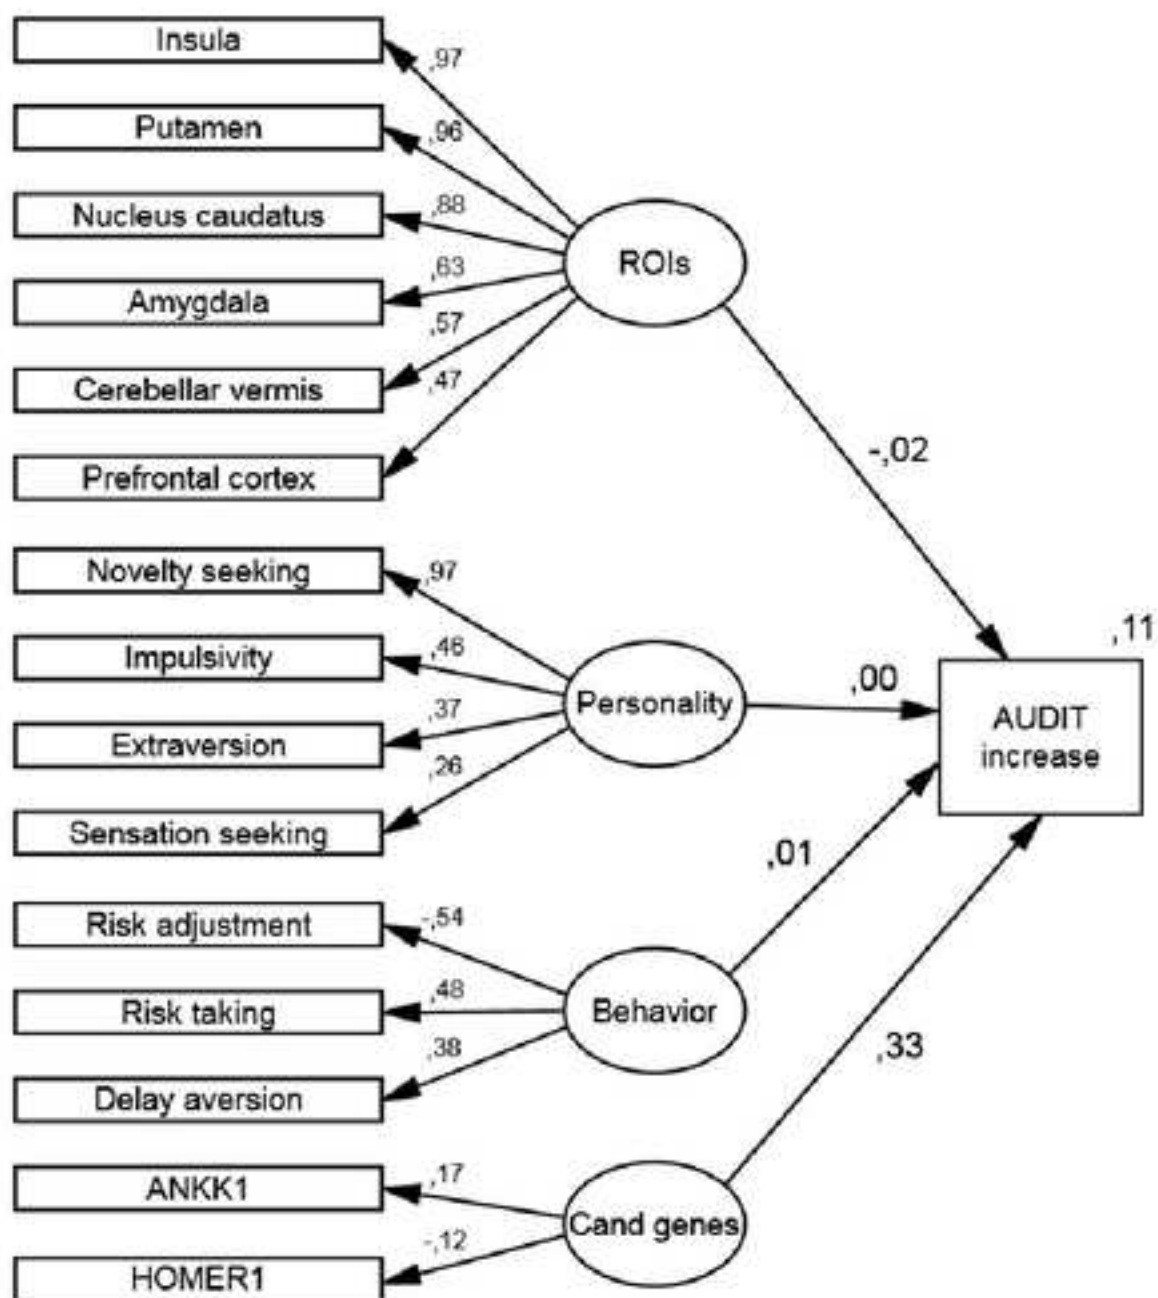 Insula
,97
Putamen
,96
Nucleus caudatus
,88
ROIs
Amygdala
,63
,57
Cerebellar vermis
,47
Prefrontal cortex
-,02
Novelty seeking
,97
,11
Impulsivity
,46
Personality
,00
AUDIT
increase
Extraversion
,37
,26
Sensation seeking
,01
Risk adjustment
-,54
Risk taking
,48
Behavior
,38
Delay aversion
,33
ANKK1
,17
Cand genes
-,12
HOMER1